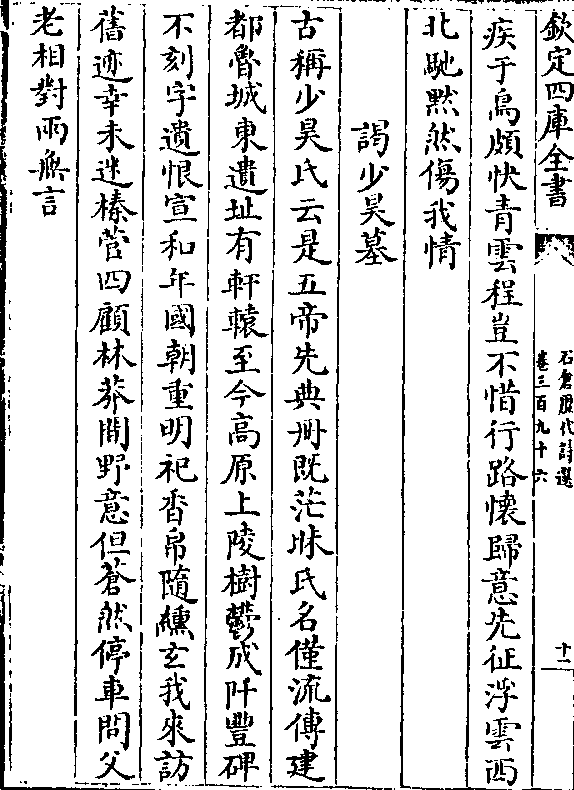 欽定四庫全書
石倉歷代詩選
卷三百九十六
十一
疾于鳥頗快青雲程豈不惜行路懷歸意先征浮雲西
北馳黙然傷我情
謁少昊墓
古稱少昊氏云是五帝先典冊既茫昧氏名僅流傳建
都魯城東遺址有軒轅至今高原上陵樹鬱成阡豐碑
不刻字遺恨宣和年國朝重明祀香帛隨纁玄我來訪
舊迹幸未迷榛菅四顧林莽間野意但蒼然停車問父
老相對兩無言